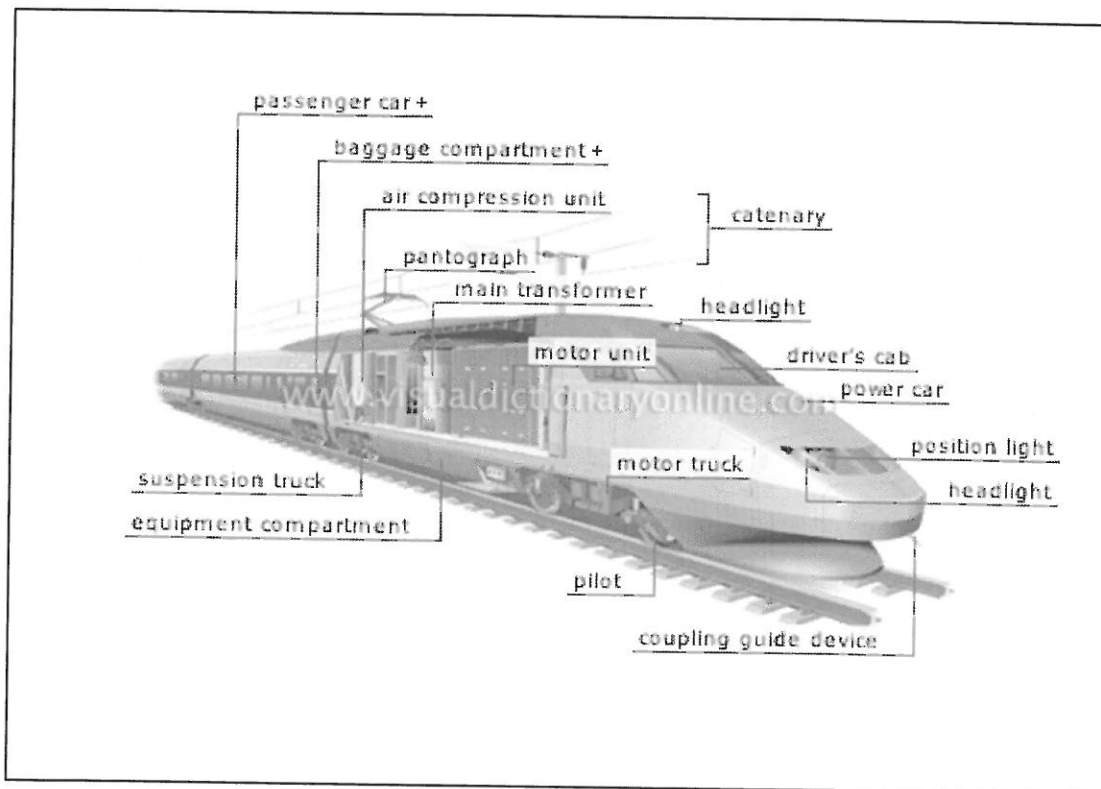 passenger car +
baggage compartment +
air compression unit
catenary
pantograph
main transformer
headlight
motor unit
driver's cab
www.visualdictionaryonline.com
power car
position light
motor truck
suspension truck
headlight
equipment compartment
pilot
coupling guide device